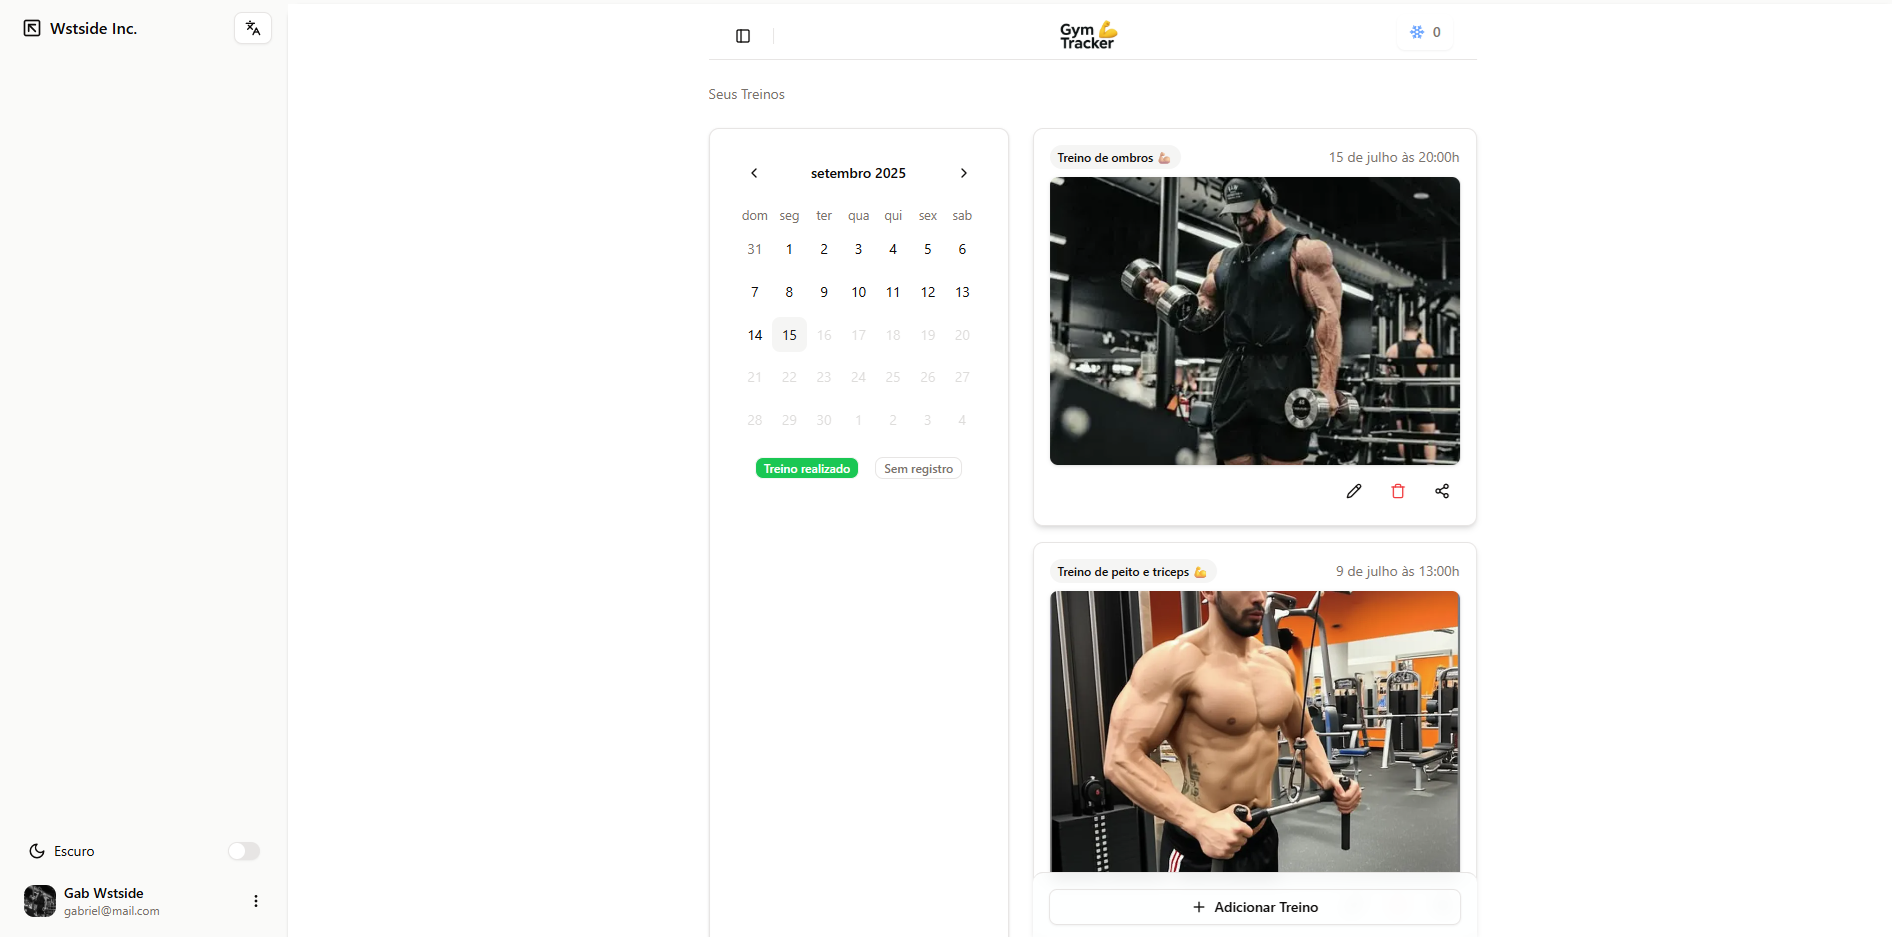 Wstside Inc.
Gym 💪
Tracker
0
Seus Treinos
setembro 2025
dom seg ter qua qui sex sab
31 1 2 3 4 5 6
7 8 9 10 11 12 13
14 15 16 17 18 19 20
21 22 23 24 25 26 27
28 29 30 1 2 3 4
Treino realizado Sem registro
Treino de ombros 💪🏼 15 de julho às 20:00h
Treino de peito e triceps 💪 9 de julho às 13:00h
+ Adicionar Treino
Escuro
Gab Wstside
gabriel@mail.com